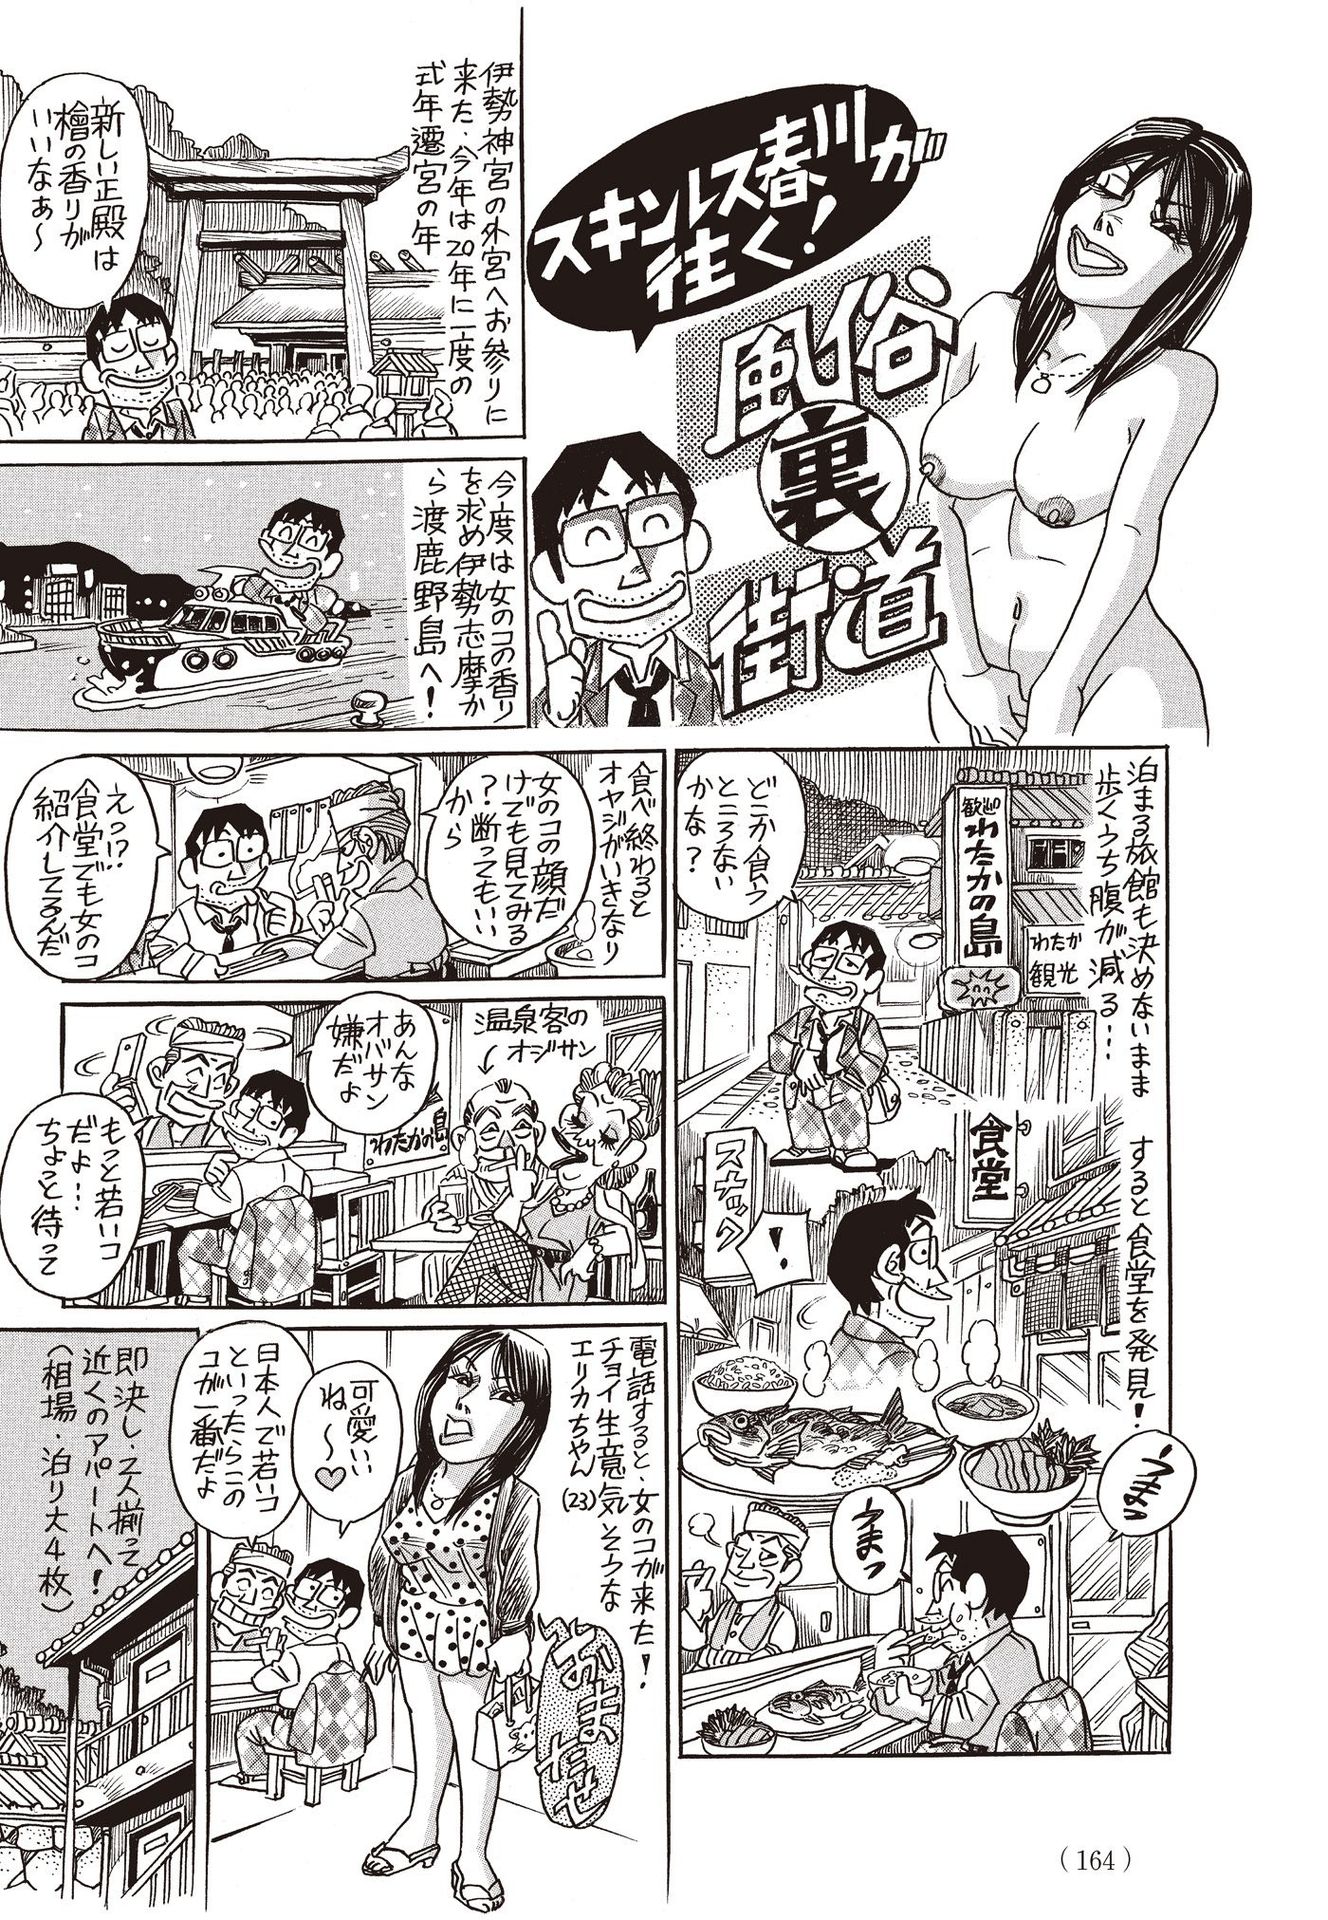 スキンレス春川が
往く!
風俗
裏
街道
伊勢神宮の外宮へお参りに
来た.今年は20年に一度の
式年遷宮の年
新しい正殿は
檜の香りが
いいなぁ〜
今度は女のコの香り
を求め伊勢志摩か
ら渡鹿野島へ!
泊まる旅館も決めないまま
歩くうち腹が減る…
歓迎
わたかの島
わたか
観光
どこか食う
ところない
かな?
すると食堂を発見!
食堂
スナック
!
うまっ
うまっ
食べ終わると
オヤジがいきなり
女のコの顔だ
けでも見てみる
?断ってもい
から
えっ!?
食堂でも女のコ
紹介してるんだ
温泉客の
オジサン
わたかの島
あんな
オバサン
嫌だよ
もっと若いコ
だよ…
ちょっと待って
電話すると、女のコが来た!
チョイ生意気そうな
エリカちゃん(23)
おまたせ
可愛い
ね〜♡
日本人で若いコ
といったらこの
コが一番だよ
即決し、2人揃って
近くのアパートへ!
(相場・泊り大4枚)
(164)